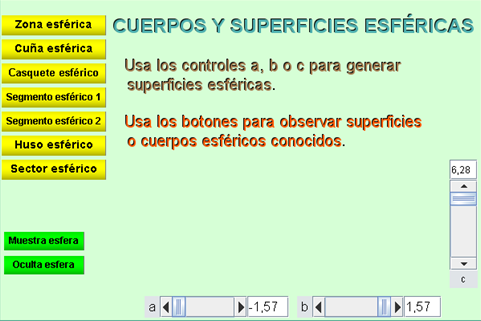 CUERPOS Y SUPERFICIES ESFÉRICAS
Zona esférica
Cuña esférica
Casquete esférico
Segmento esférico 1
Segmento esférico 2
Huso esférico
Sector esférico
Usa los controles a, b o c para generar
superficies esféricas.
Usa los botones para observar superficies
o cuerpos esféricos conocidos.
Muestra esfera
Oculta esfera
6,28
c
a -1,57 b 1,57